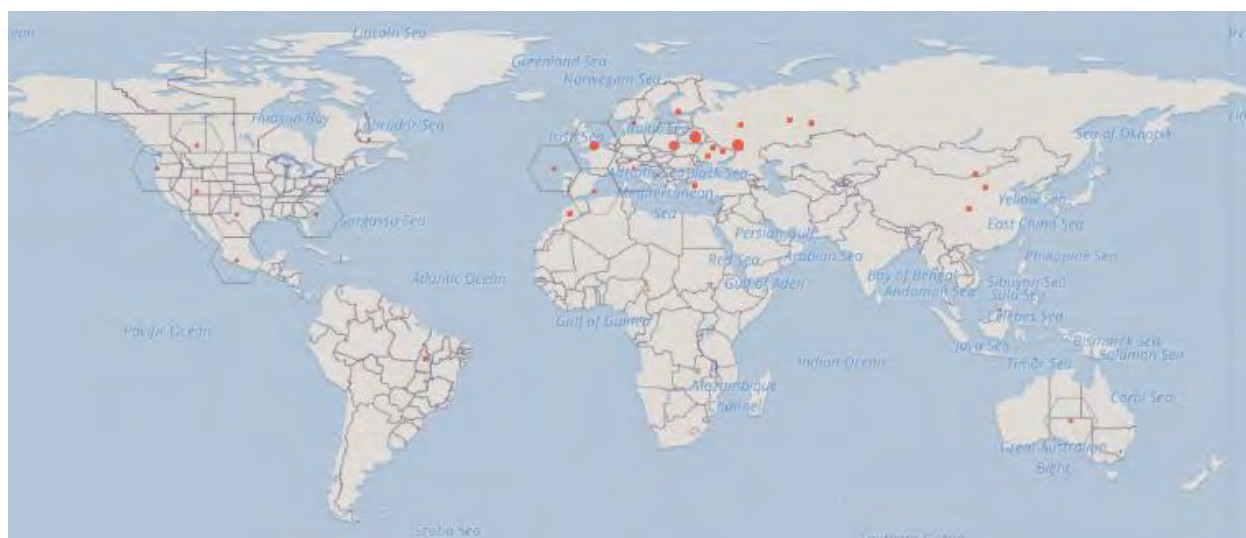 ean
Lincoln Sea
Greenland Sea
Norwegian Sea
Hudson Bay
Labrador Sea
Irish Sea
Sea of Okhotsk
Black Sea
Mediterranean
Sea
Sargasso Sea
Yellow Sea
East China Sea
Persian Gulf
Red Sea
Arabian Sea
Philippine Sea
Atlantic Ocean
Gulf of Aden
Bay of Bengal
Andaman Sea
Sibuyan Sea
Sulu Sea
Celebes Sea
Gulf of Guinea
Pacific Ocean
Indian Ocean
Java Sea
Bismarck Sea
Solomon Sea
Timor Sea
Mozambique
Channel
Coral Sea
Great Australian
Bight
Scotia Sea